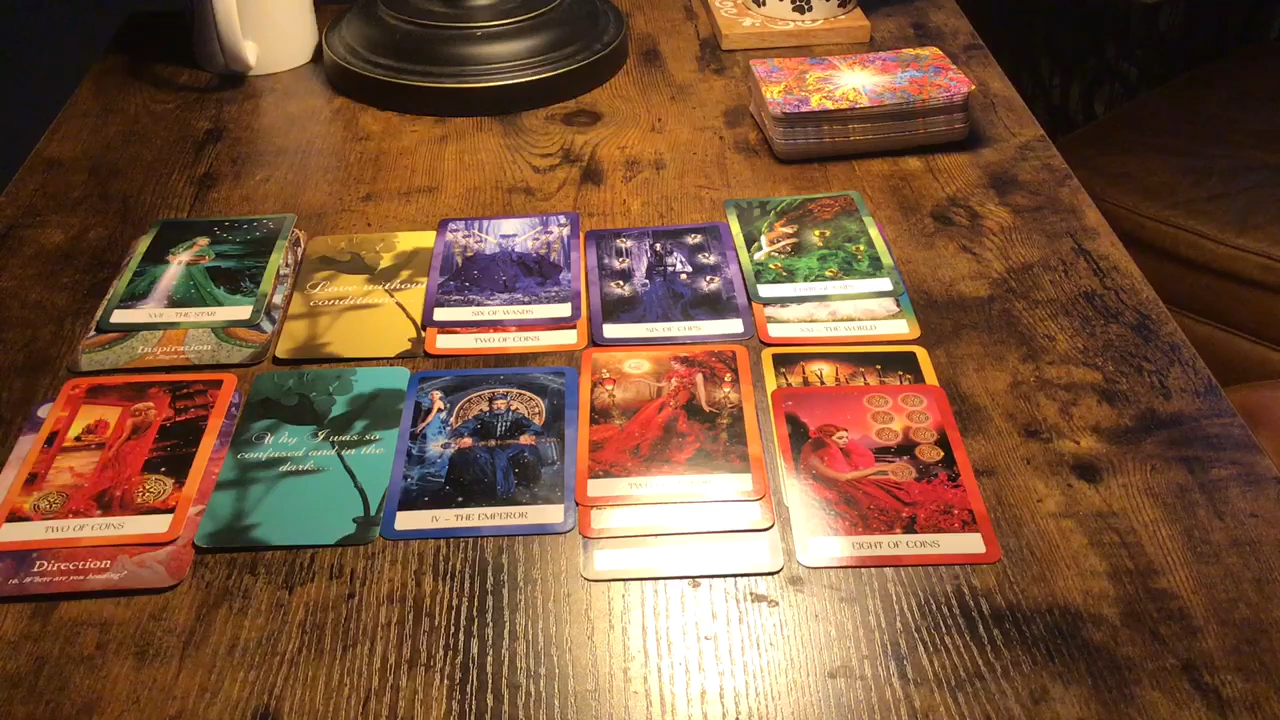 XVII - THE STAR
Inspiration
Love without
conditions
SIX OF WANDS
TWO OF COINS
SIX OF CUPS
XXI - THE WORLD
TWO OF COINS
Direction
10. Where are you heading?
Why I was so
confused and in the
dark....
IV - THE EMPEROR
EIGHT OF COINS